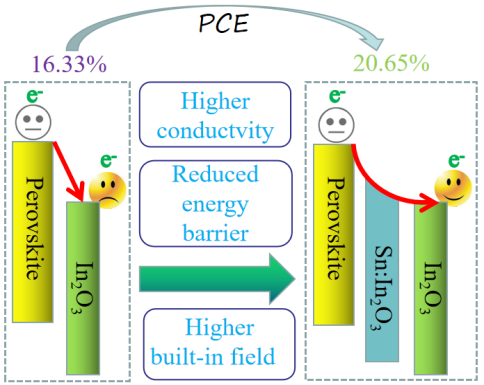 PCE
16.33%
20.65%
e-
e-
Perovskite
In₂O₃
Higher
conductvity
Reduced
energy
barrier
Higher
built-in field
e-
e-
Perovskite
Sn:In₂O₃
In₂O₃